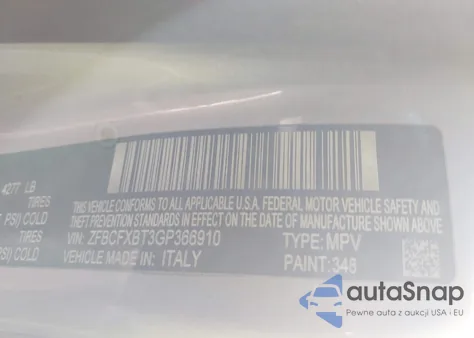 4277 LB
TIRES
PSI) COLD
TIRES
PSI) COLD
THIS VEHICLE CONFORMS TO ALL APPLICABLE U.S.A. FEDERAL MOTOR VEHICLE SAFETY,
BUMPER, AND THEFT PREVENTION STANDARDS IN EFFECT ON THE DATE OF MANUFACTURE SHOWN ABOVE.
VIN: ZFBCFXBT3GP366910 TYPE: MPV
VEHICLE MADE IN: ITALY PAINT: 348
autoSnap
Pewne auta z aukcji USA i EU